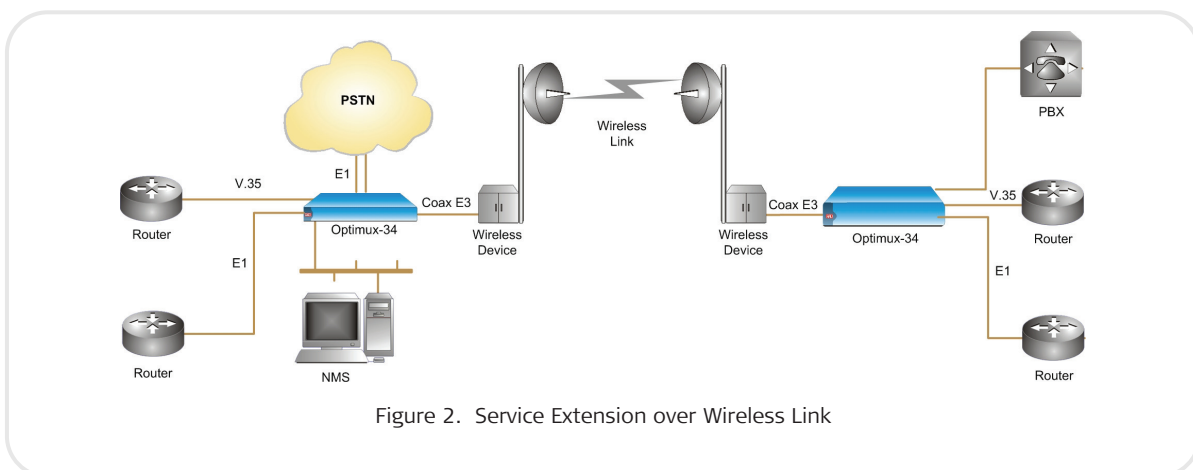 PSTN
E1
V.35
Router
Optimux-34
Coax E3
Wireless
Device
E1
Router
NMS
Wireless
Link
Wireless
Device
Coax E3
Optimux-34
PBX
V.35
Router
E1
Router
Figure 2. Service Extension over Wireless Link